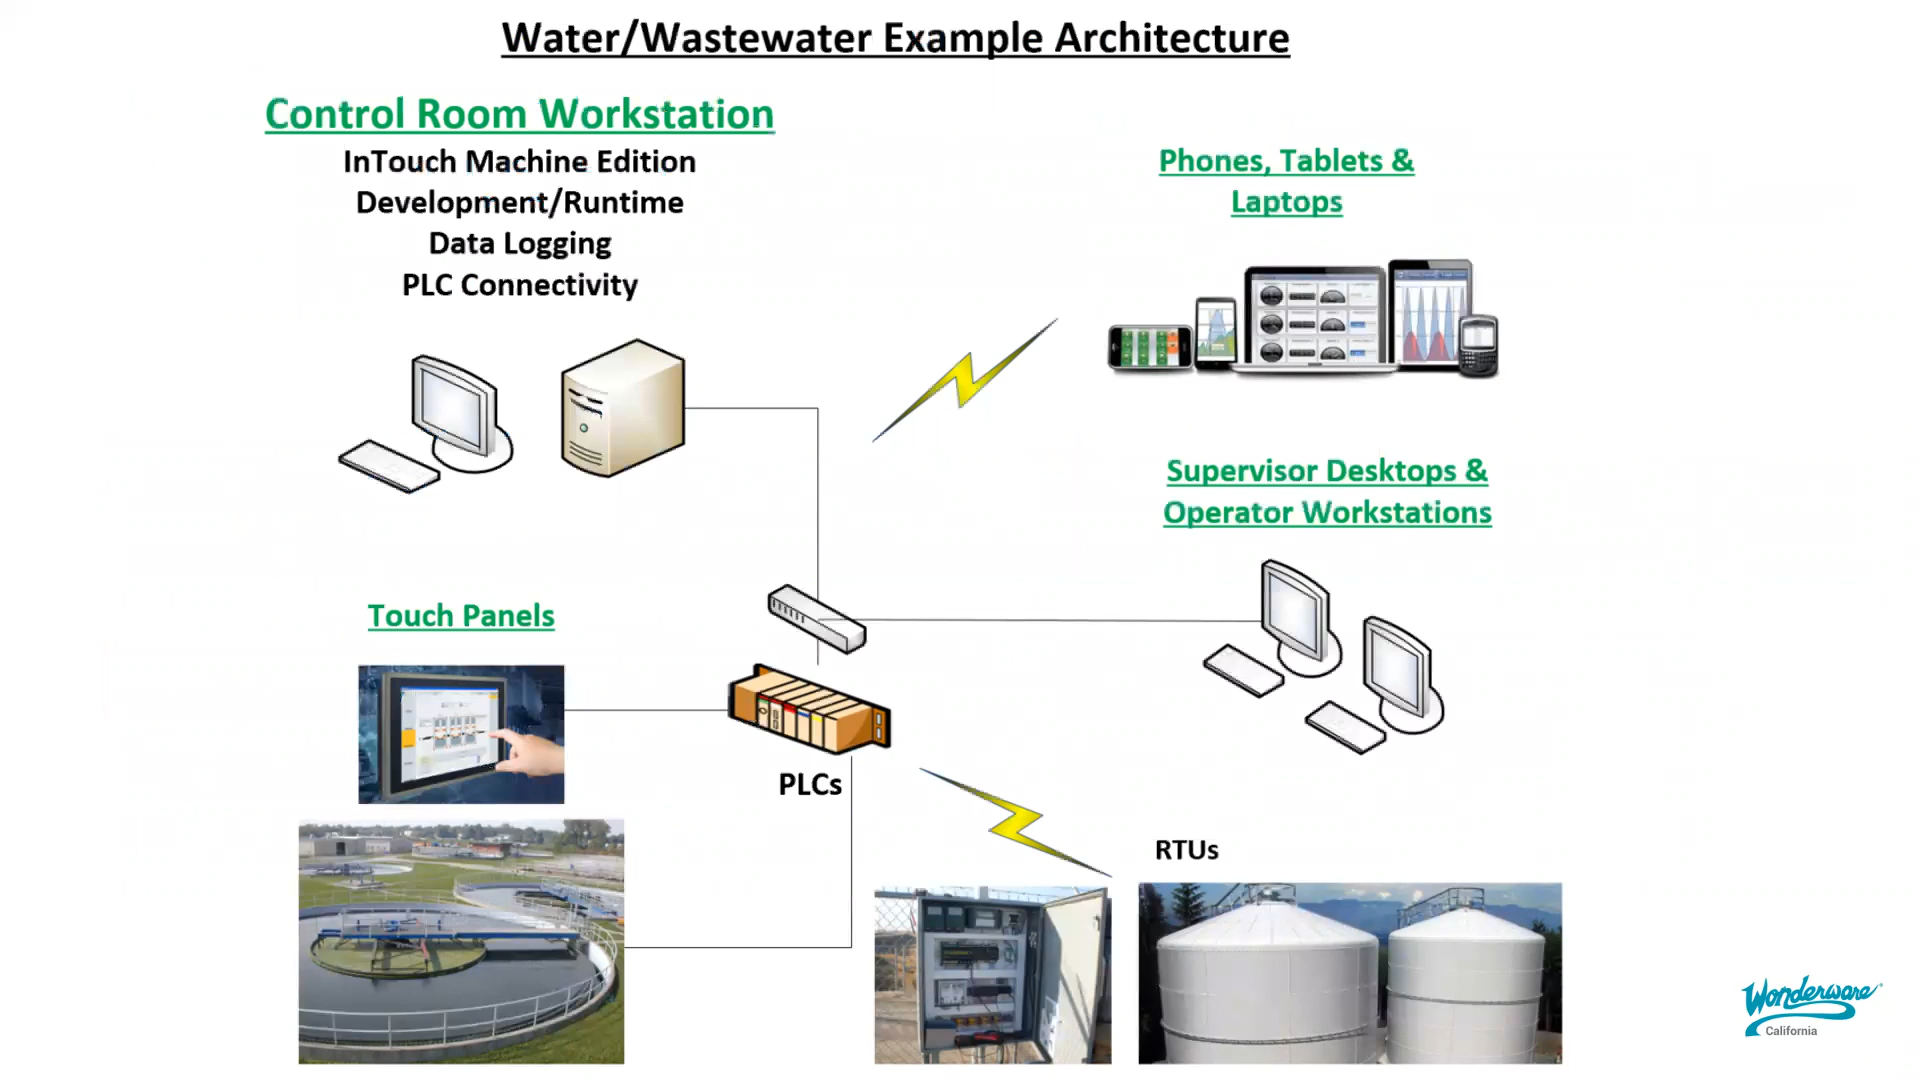 Water/Wastewater Example Architecture
Control Room Workstation
InTouch Machine Edition
Development/Runtime
Data Logging
PLC Connectivity
Phones, Tablets &
Laptops
Supervisor Desktops &
Operator Workstations
Touch Panels
PLCs
RTUs
Wonderware
California